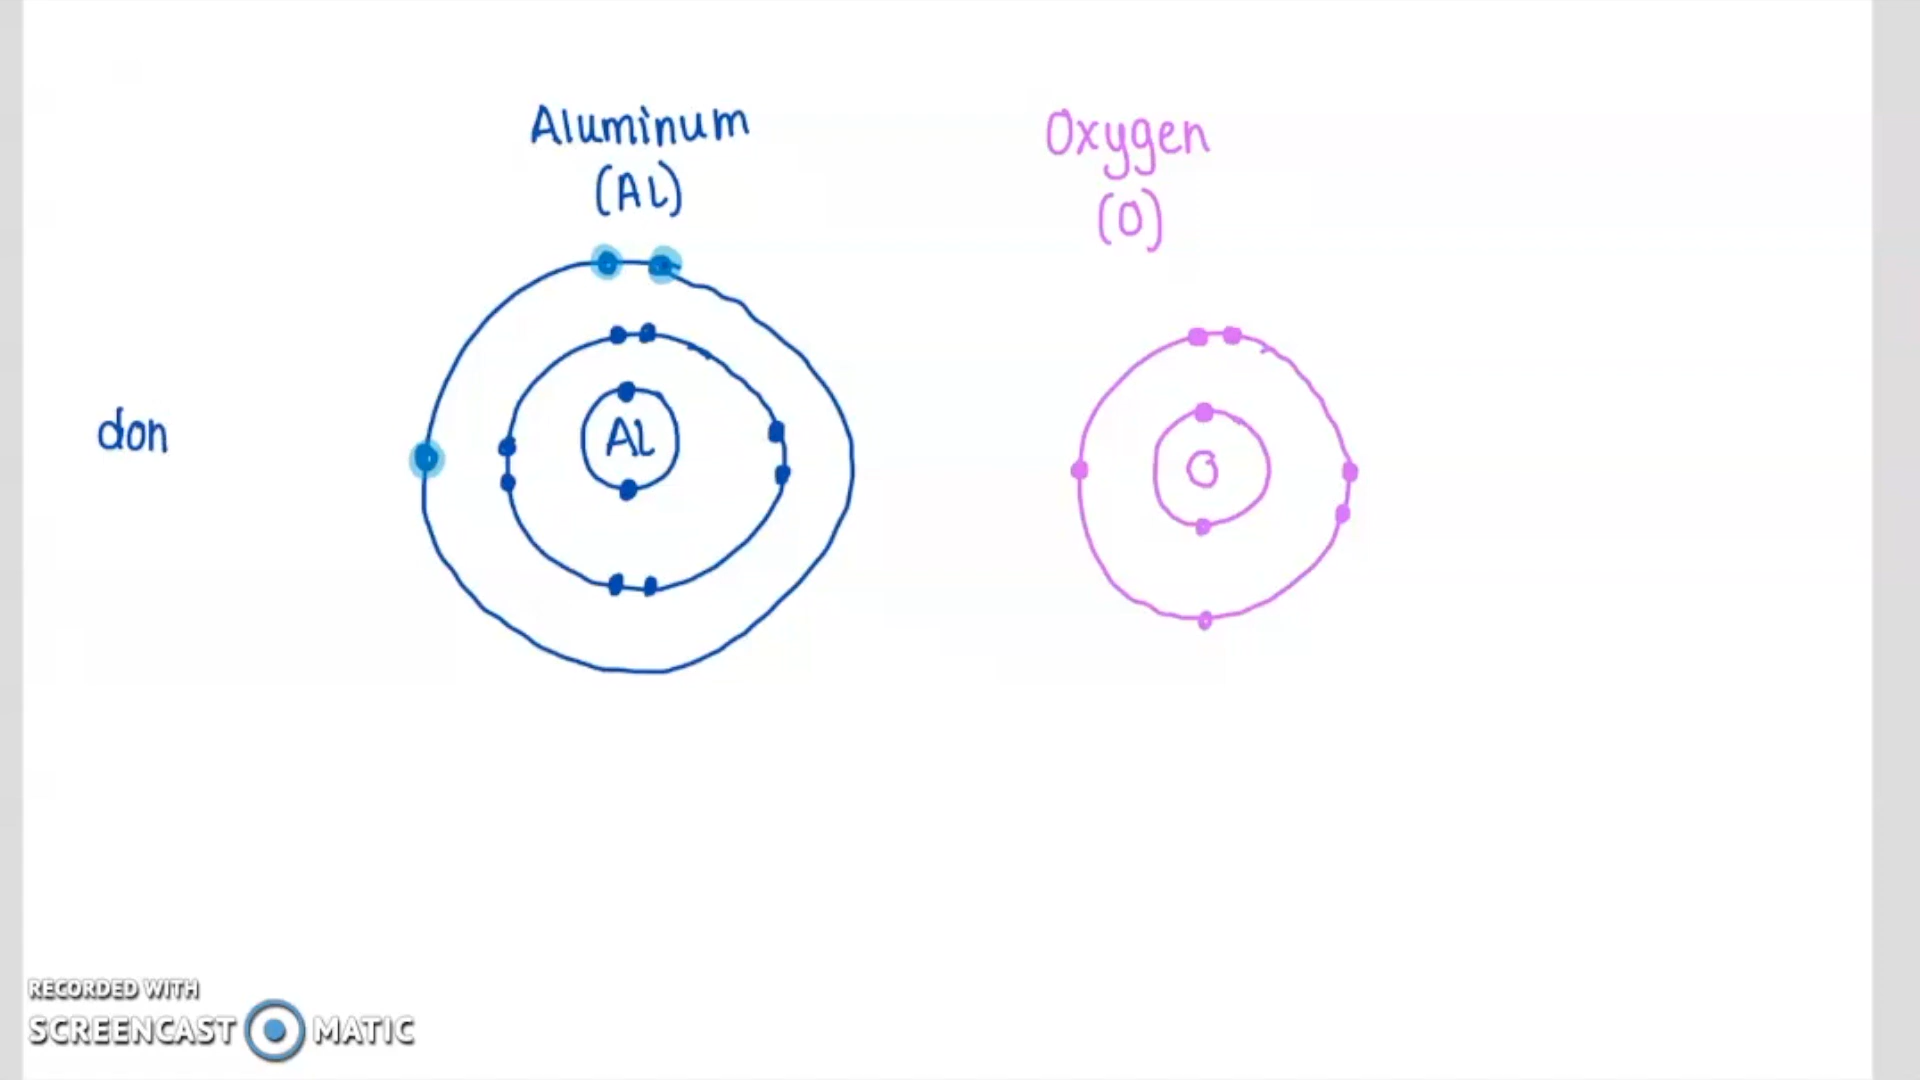 Aluminum
(Al)
Oxygen
(O)
don
Al
O
RECORDED WITH
SCREENCAST MATIC